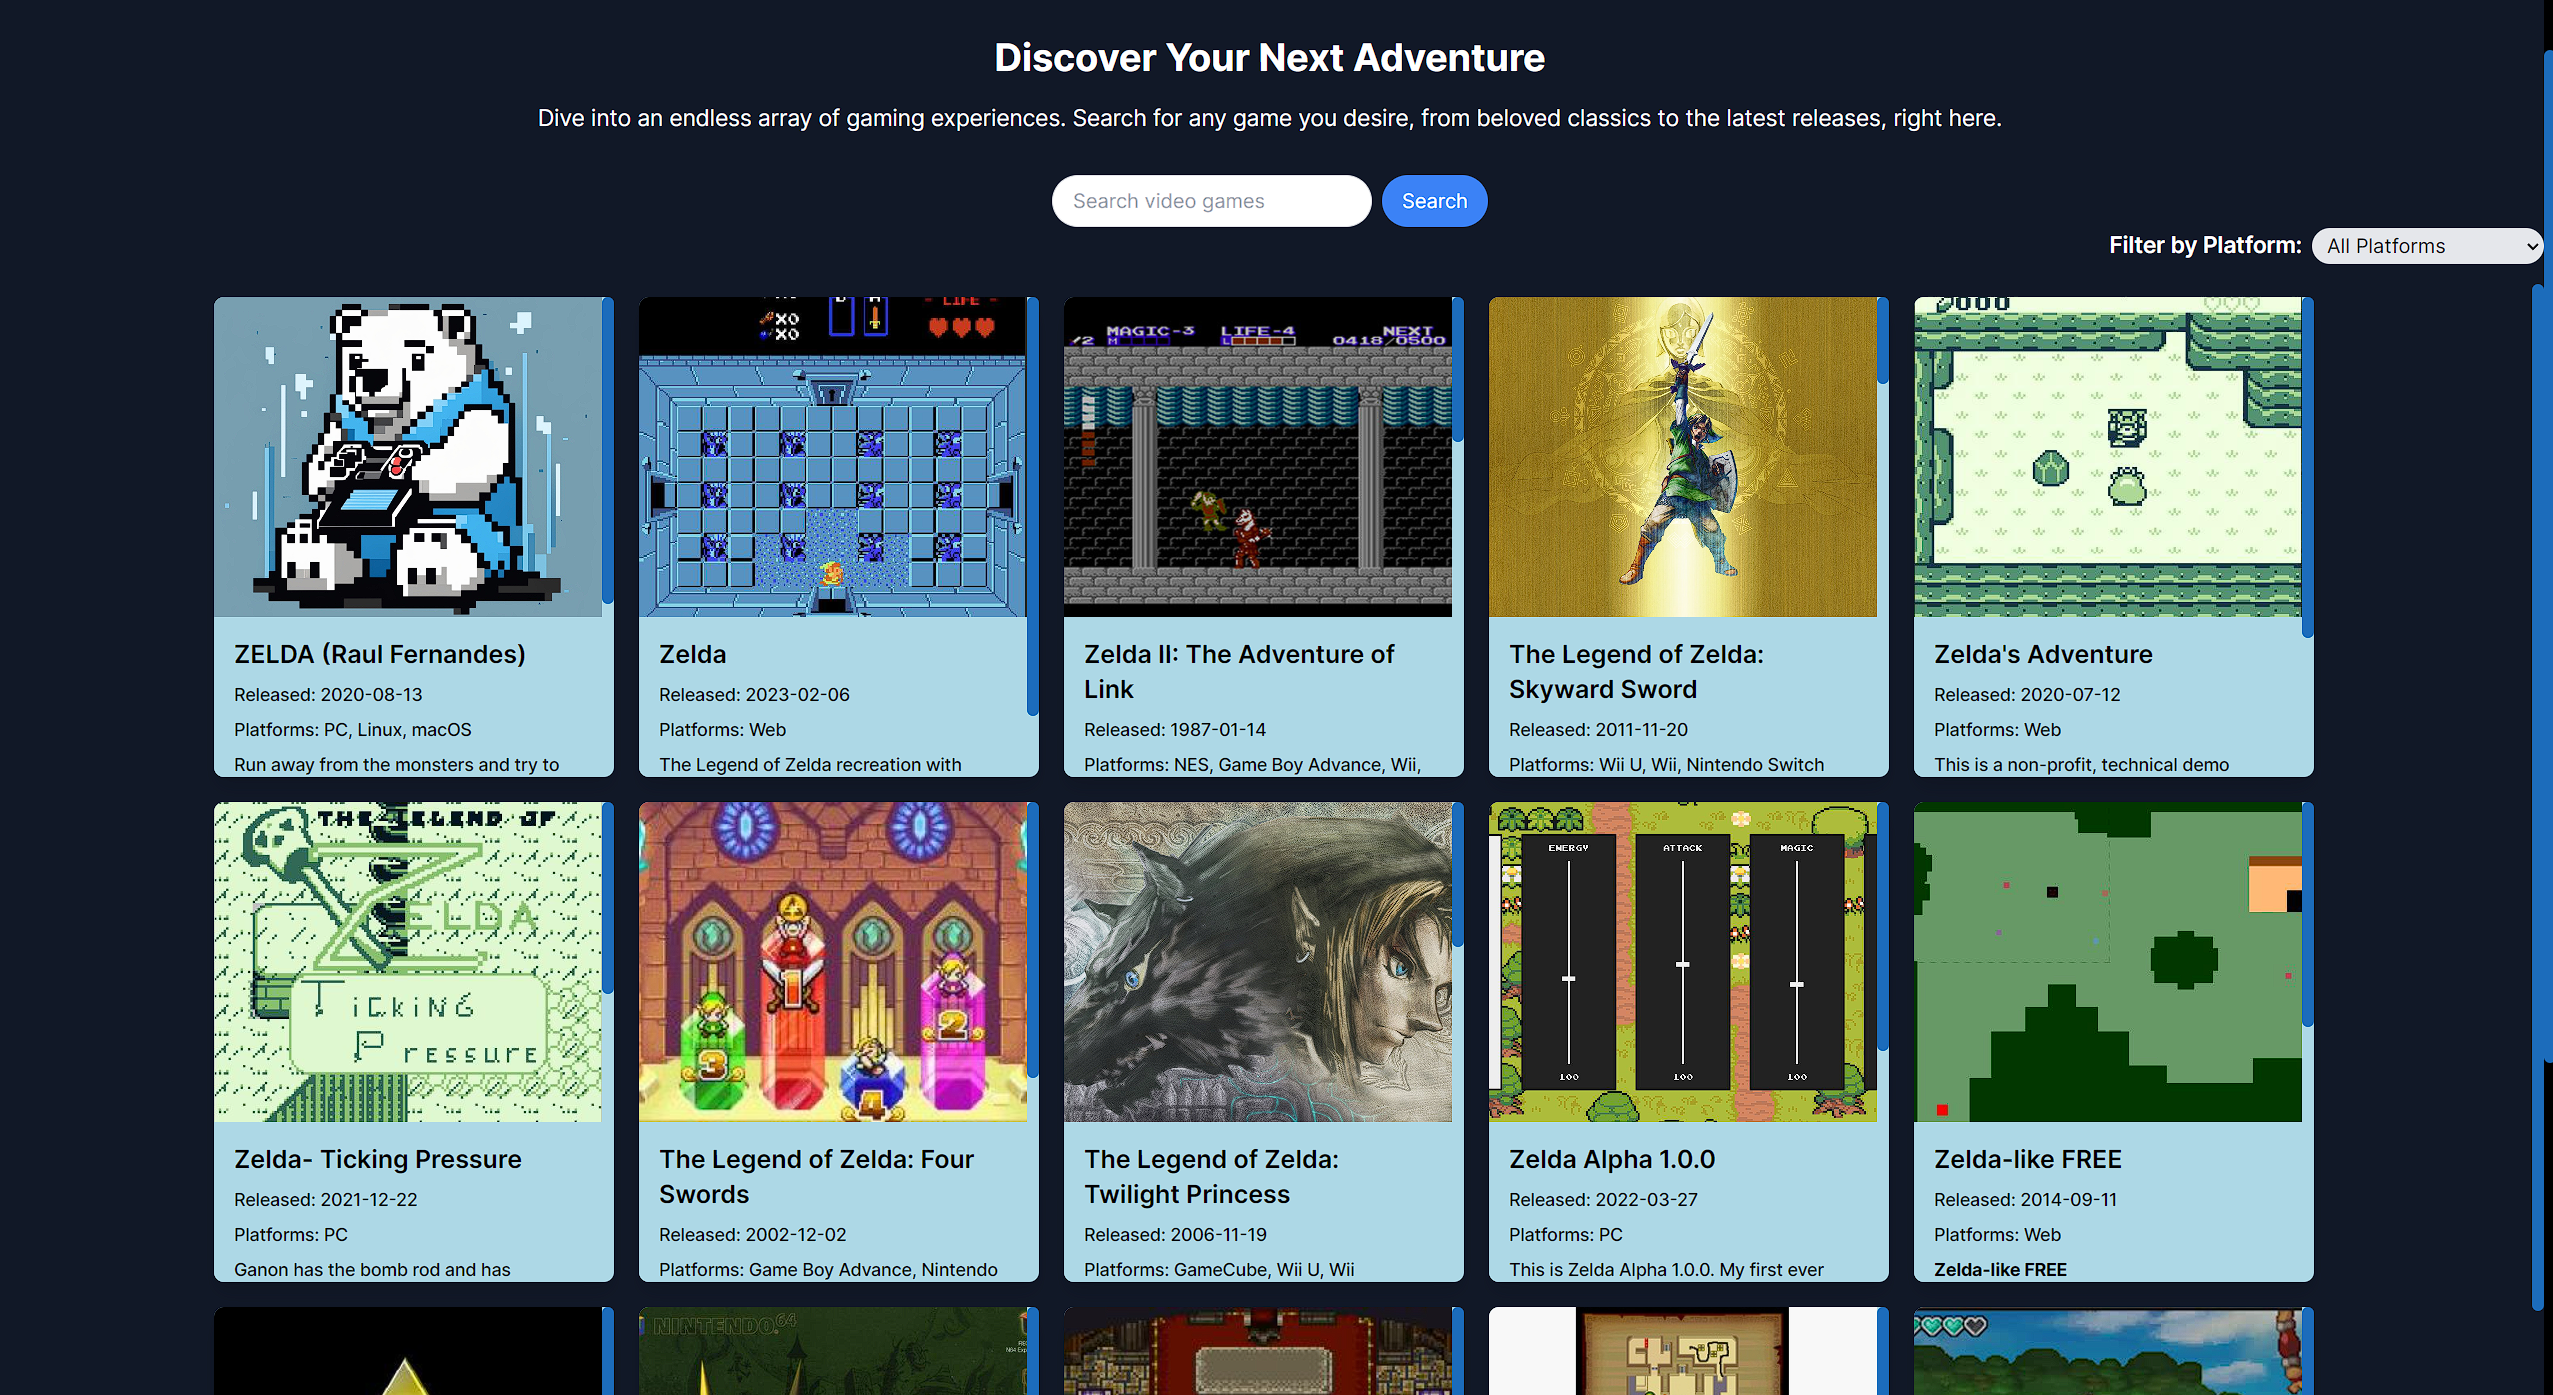 Discover Your Next Adventure
Dive into an endless array of gaming experiences. Search for any game you desire, from beloved classics to the latest releases, right here.
Search video games
Search
Filter by Platform:
All Platforms
LIFE
X0
X0
/2 MAGIC-3 LIFE-4 NEXT
0418/0500
ZELDA (Raul Fernandes)
Released: 2020-08-13
Platforms: PC, Linux, macOS
Run away from the monsters and try to
Zelda
Released: 2023-02-06
Platforms: Web
The Legend of Zelda recreation with
Zelda II: The Adventure of
Link
Released: 1987-01-14
Platforms: NES, Game Boy Advance, Wii,
The Legend of Zelda:
Skyward Sword
Released: 2011-11-20
Platforms: Wii U, Wii, Nintendo Switch
Zelda's Adventure
Released: 2020-07-12
Platforms: Web
This is a non-profit, technical demo
THE LEGEND OF
ZELDA
TiCKiNG
PRESSURE
1
2
3
4
ENERGY ATTACK MAGIC
100 100 100
Zelda- Ticking Pressure
Released: 2021-12-22
Platforms: PC
Ganon has the bomb rod and has
The Legend of Zelda: Four
Swords
Released: 2002-12-02
Platforms: Game Boy Advance, Nintendo
The Legend of Zelda:
Twilight Princess
Released: 2006-11-19
Platforms: GameCube, Wii U, Wii
Zelda Alpha 1.0.0
Released: 2022-03-27
Platforms: PC
This is Zelda Alpha 1.0.0. My first ever
Zelda-like FREE
Released: 2014-09-11
Platforms: Web
Zelda-like FREE
NINTENDO64